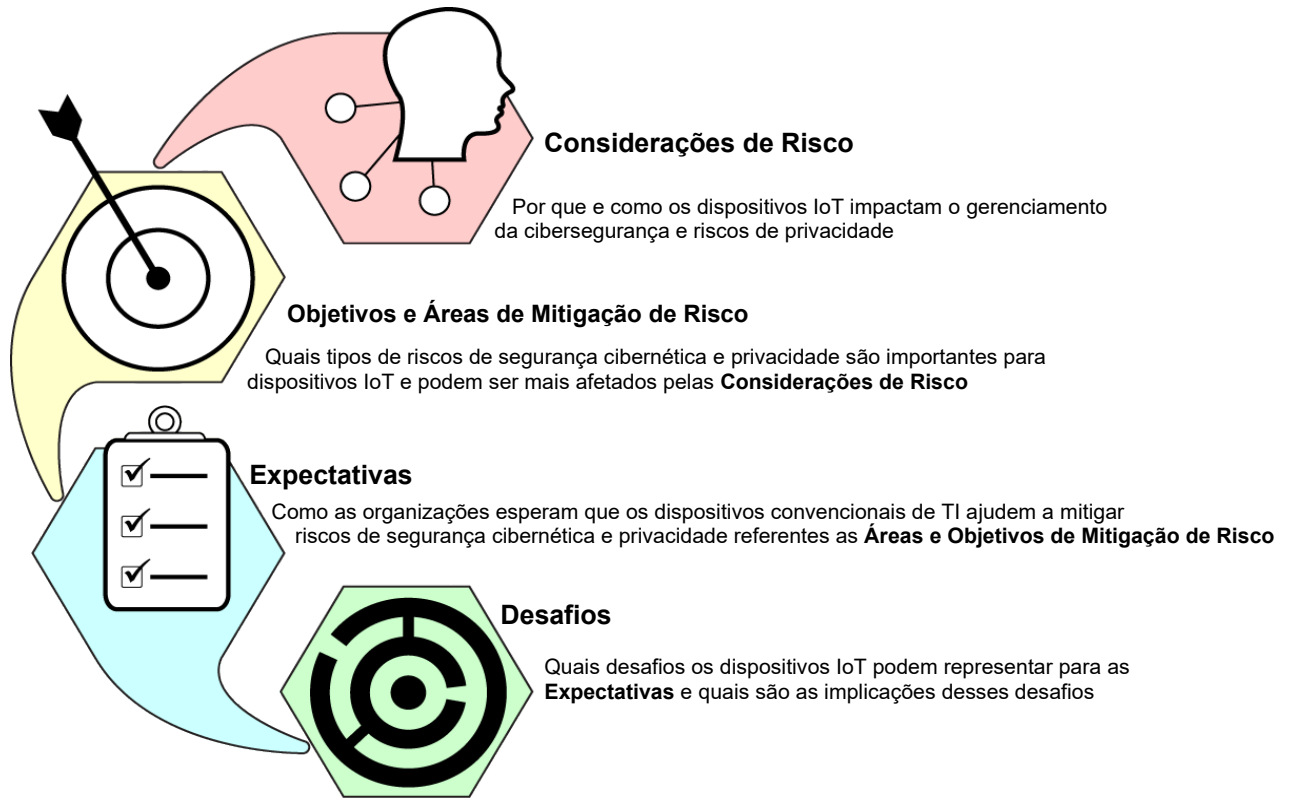 Considerações de Risco
Por que e como os dispositivos IoT impactam o gerenciamento
da cibersegurança e riscos de privacidade
Objetivos e Áreas de Mitigação de Risco
Quais tipos de riscos de segurança cibernética e privacidade são importantes para
dispositivos IoT e podem ser mais afetados pelas Considerações de Risco
Expectativas
Como as organizações esperam que os dispositivos convencionais de TI ajudem a mitigar
riscos de segurança cibernética e privacidade referentes as Áreas e Objetivos de Mitigação de Risco
Desafios
Quais desafios os dispositivos IoT podem representar para as
Expectativas e quais são as implicações desses desafios